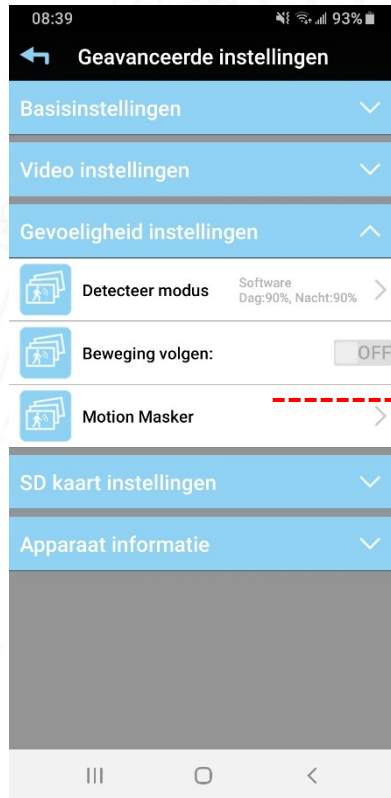 08:39 93%
Geavanceerde instellingen
Basisinstellingen
Video instellingen
Gevoeligheid instellingen
Detecteer modus Software
Dag:90%, Nacht:90%
Beweging volgen: OFF
Motion Masker
SD kaart instellingen
Apparaat informatie